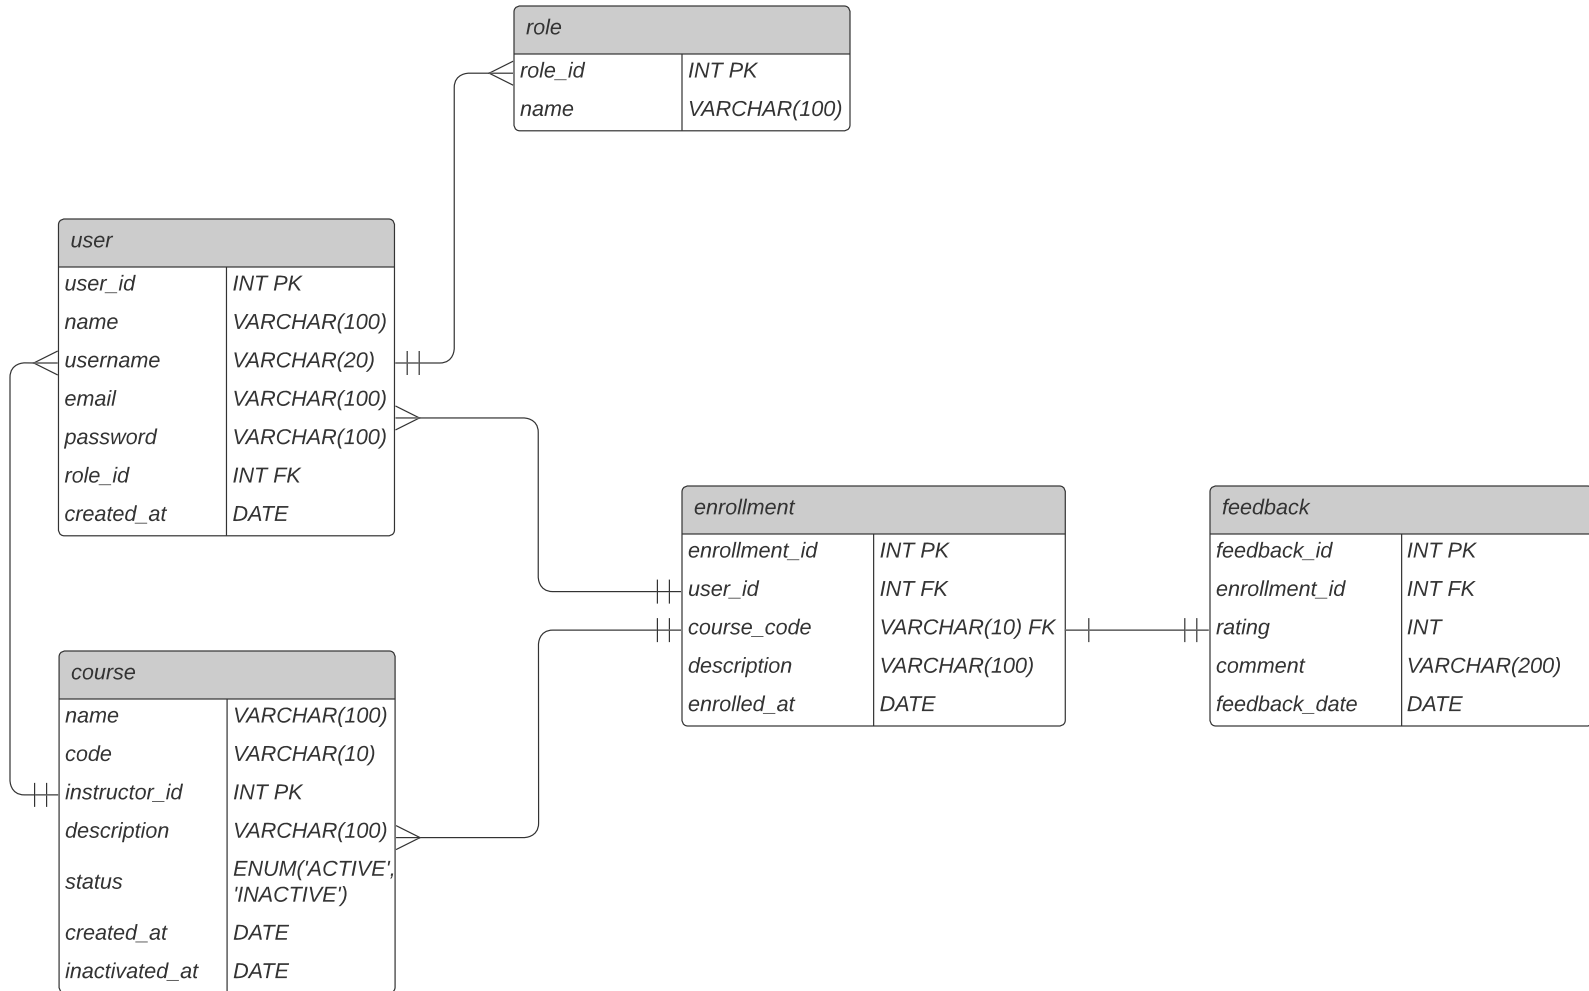 role
role_id INT PK
name VARCHAR(100)
user
user_id INT PK
name VARCHAR(100)
username VARCHAR(20)
email VARCHAR(100)
password VARCHAR(100)
role_id INT FK
created_at DATE
enrollment
enrollment_id INT PK
user_id INT FK
course_code VARCHAR(10) FK
description VARCHAR(100)
enrolled_at DATE
feedback
feedback_id INT PK
enrollment_id INT FK
rating INT
comment VARCHAR(200)
feedback_date DATE
course
name VARCHAR(100)
code VARCHAR(10)
instructor_id INT PK
description VARCHAR(100)
status ENUM('ACTIVE',
'INACTIVE')
created_at DATE
inactivated_at DATE